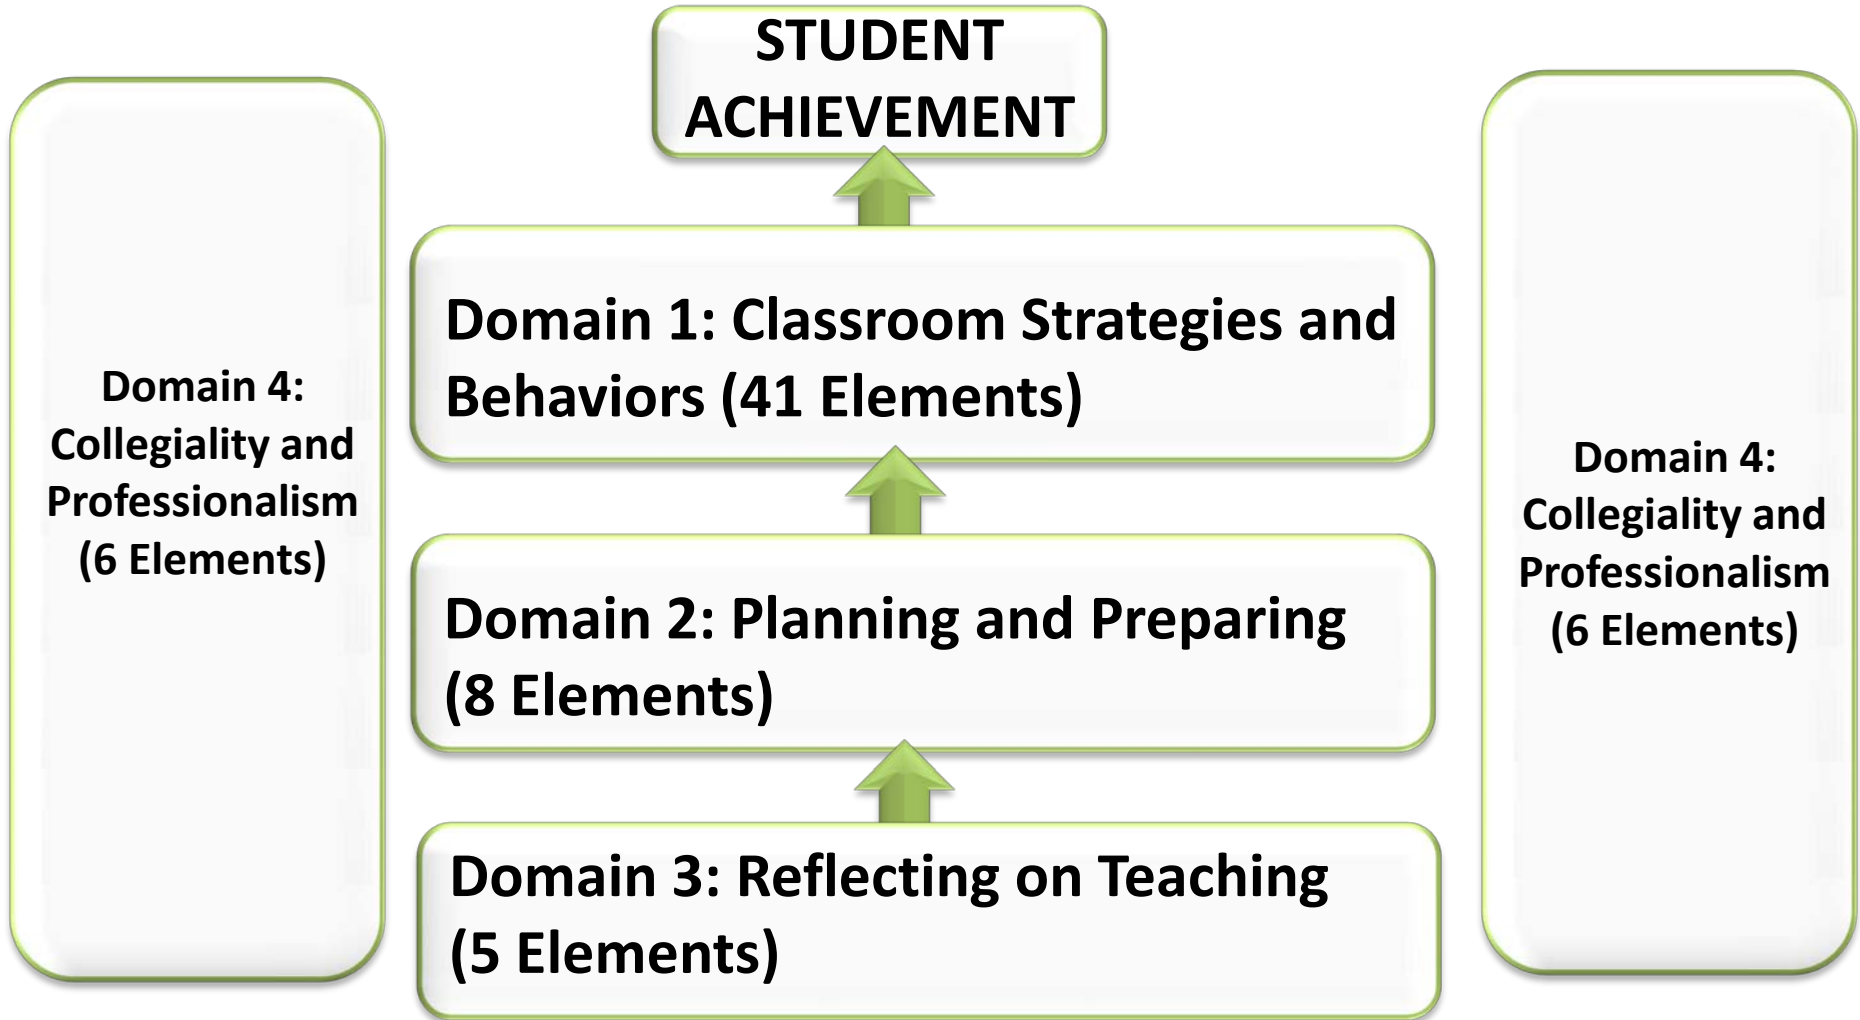 STUDENT
ACHIEVEMENT
Domain 4:
Collegiality and
Professionalism
(6 Elements)
Domain 1: Classroom Strategies and
Behaviors (41 Elements)
Domain 2: Planning and Preparing
(8 Elements)
Domain 3: Reflecting on Teaching
(5 Elements)
Domain 4:
Collegiality and
Professionalism
(6 Elements)